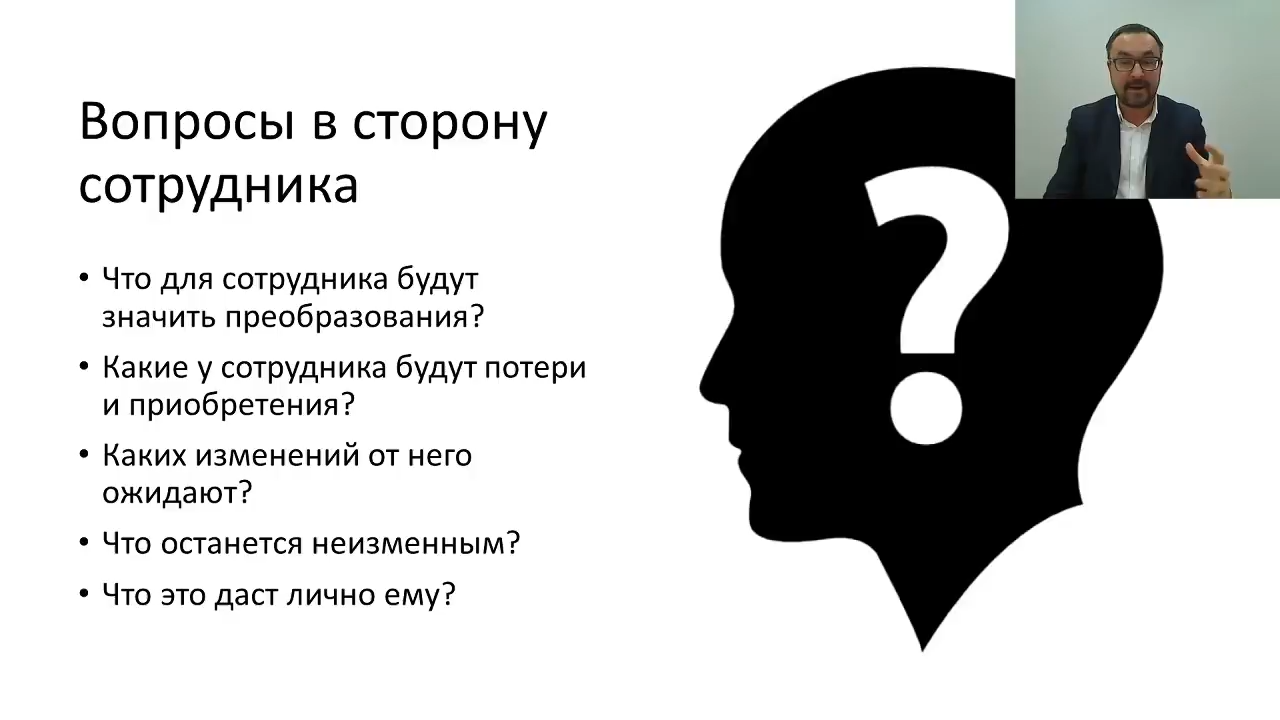 Вопросы в сторону
сотрудника
• Что для сотрудника будут
значить преобразования?
• Какие у сотрудника будут потери
и приобретения?
• Каких изменений от него
ожидают?
• Что останется неизменным?
• Что это даст лично ему?
?